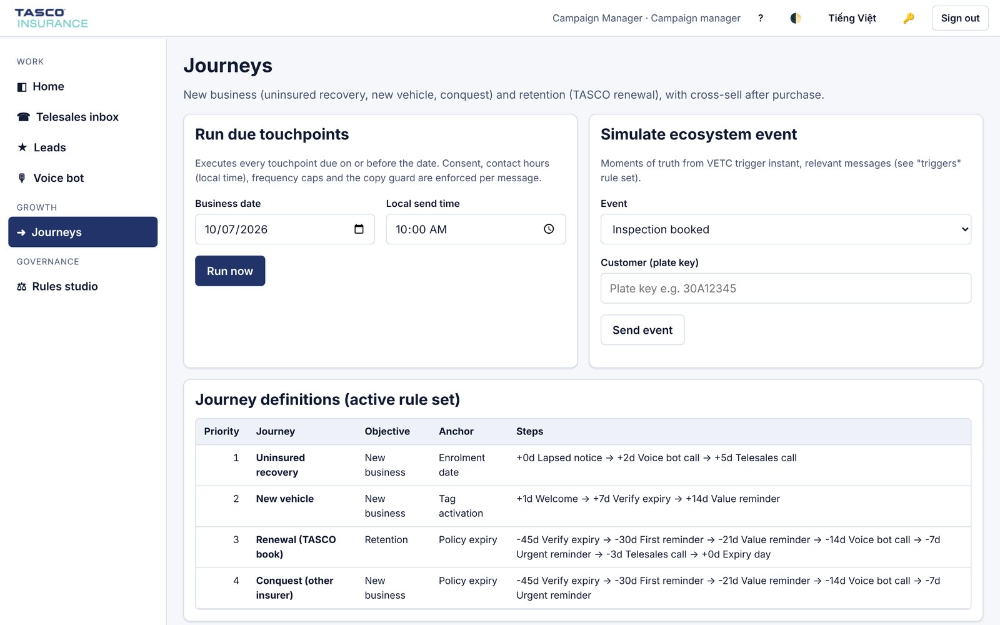 TASCO
INSURANCE
Campaign Manager · Campaign manager
?
Tiếng Việt
Sign out
WORK
Home
Telesales inbox
Leads
Voice bot
GROWTH
Journeys
GOVERNANCE
Rules studio
Journeys
New business (uninsured recovery, new vehicle, conquest) and retention (TASCO renewal), with cross-sell after purchase.
Run due touchpoints
Executes every touchpoint due on or before the date. Consent, contact hours
(local time), frequency caps and the copy guard are enforced per message.
Business date
Local send time
10/07/2026
10:00 AM
Run now
Simulate ecosystem event
Moments of truth from VETC trigger instant, relevant messages (see "triggers"
rule set).
Event
Inspection booked
Customer (plate key)
Plate key e.g. 30A12345
Send event
Journey definitions (active rule set)
Priority Journey Objective Anchor Steps
1 Uninsured recovery New business Enrolment date +0d Lapsed notice → +2d Voice bot call → +5d Telesales call
2 New vehicle New business Tag activation +1d Welcome → +7d Verify expiry → +14d Value reminder
3 Renewal (TASCO book) Retention Policy expiry -45d Verify expiry → -30d First reminder → -21d Value reminder → -14d Voice bot call → -7d
Urgent reminder → -3d Telesales call → +0d Expiry day
4 Conquest (other insurer) New business Policy expiry -45d Verify expiry → -30d First reminder → -21d Value reminder → -14d Voice bot call → -7d
Urgent reminder